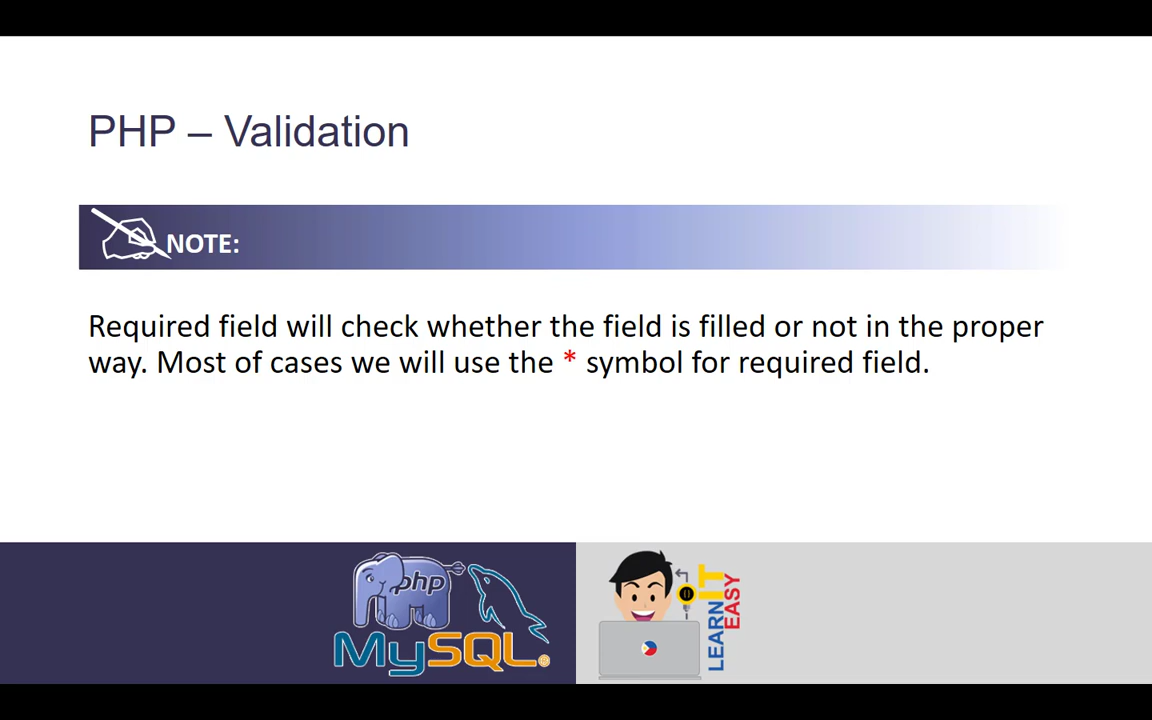 PHP – Validation
NOTE:
Required field will check whether the field is filled or not in the proper
way. Most of cases we will use the * symbol for required field.
php
MySQL®
LEARN IT EASY